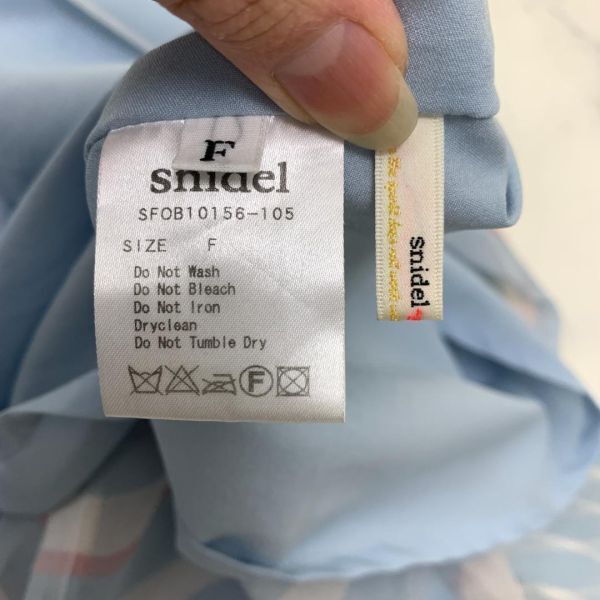 F
snidel
SFOB10156-105
SIZE F
Do Not Wash
Do Not Bleach
Do Not Iron
Dryclean
Do Not Tumble Dry
F
snidel